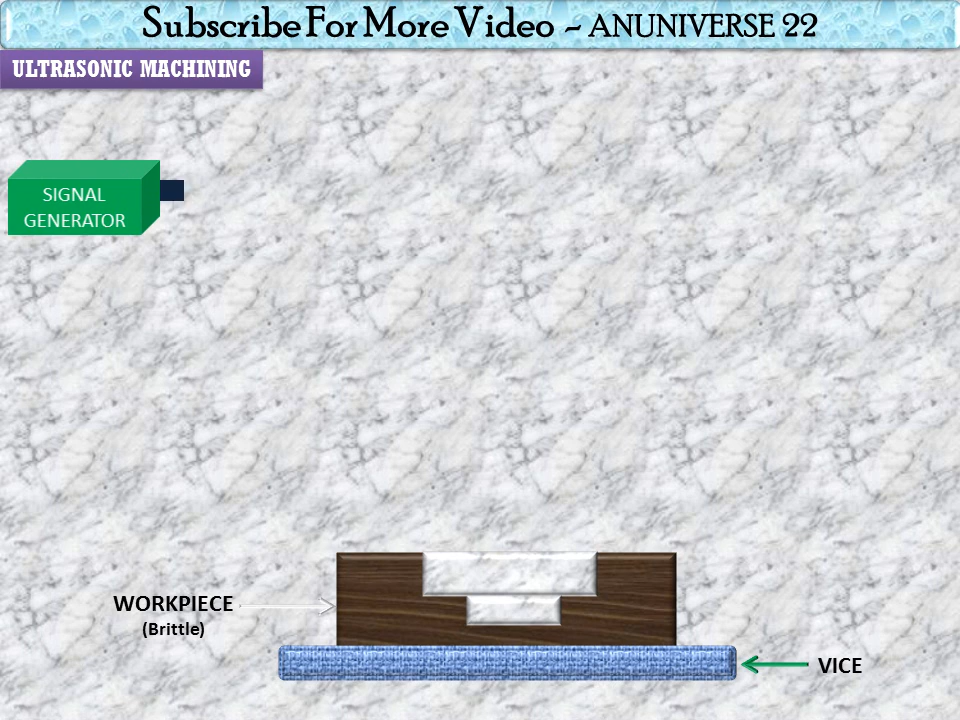 Subscribe For More Video - ANUNIVERSE 22
ULTRASONIC MACHINING
SIGNAL
GENERATOR
WORKPIECE
(Brittle)
VICE